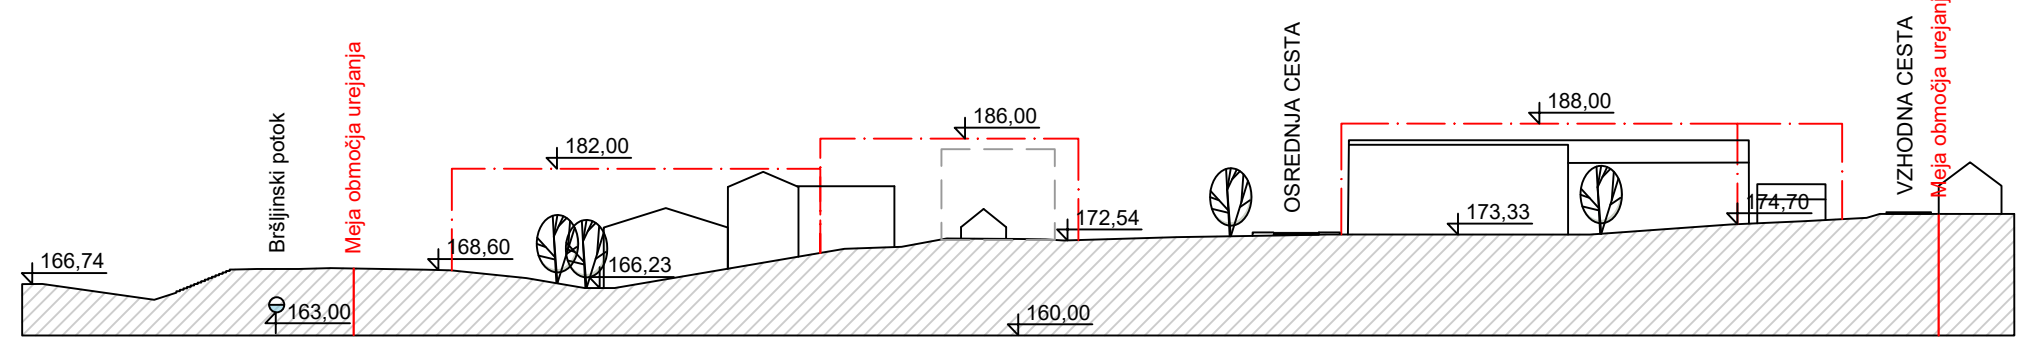 166,74
Bršljinski potok
163,00
Meja območja urejanja
168,60
182,00
166,23
186,00
160,00
172,54
OSREDNJA CESTA
173,33
188,00
174,70
VZHODNA CESTA
Meja območja urejanj